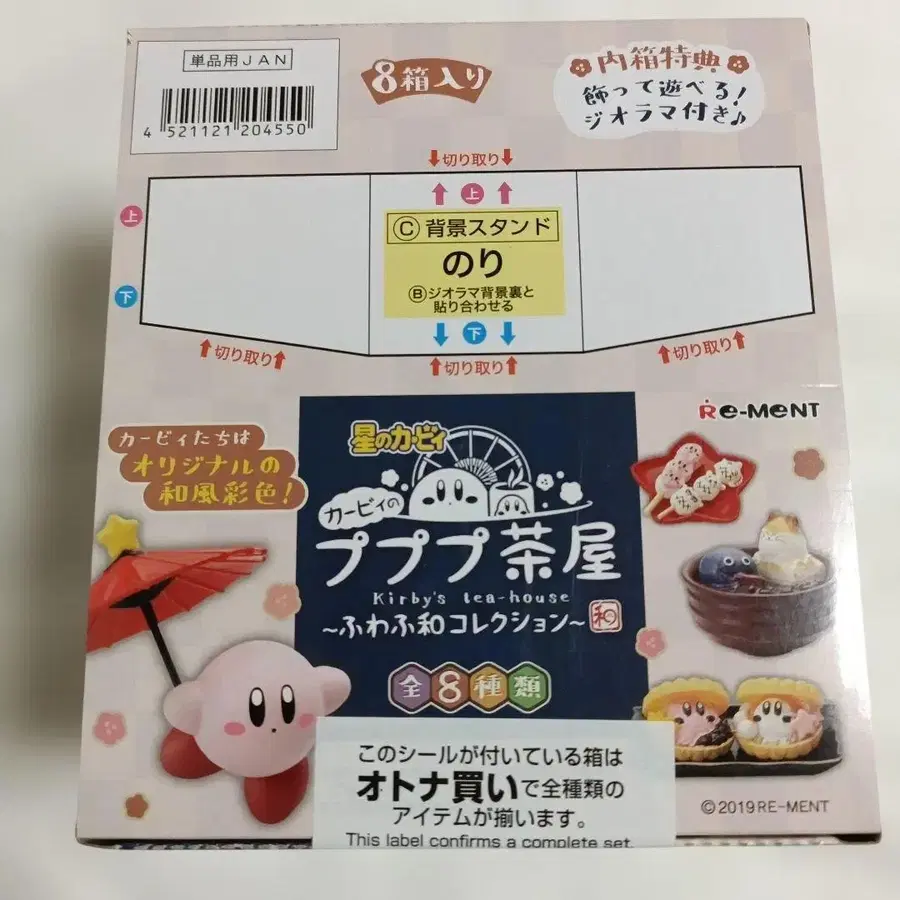 単品用JAN
4 521121 204550
8箱入り
内箱特典
飾って遊べる!
ジオラマ付き♪
↓切り取り↓
上
↑上↑
下
Ⓒ背景スタンド
のり
Ⓑジオラマ背景裏と
貼り合わせる
↓下↓
↑切り取り↑
↑切り取り↑
↑切り取り↑
Re-MeNT
カービィたちは
オリジナルの
和風彩色!
星のカービィ
カービィの
プププ茶屋
Kirby's tea-house
~ふわふ和コレクション~
和
全8種類
このシールが付いている箱は
オトナ買いで全種類の
アイテムが揃います。
This label confirms a complete set.
©2019 RE-MENT